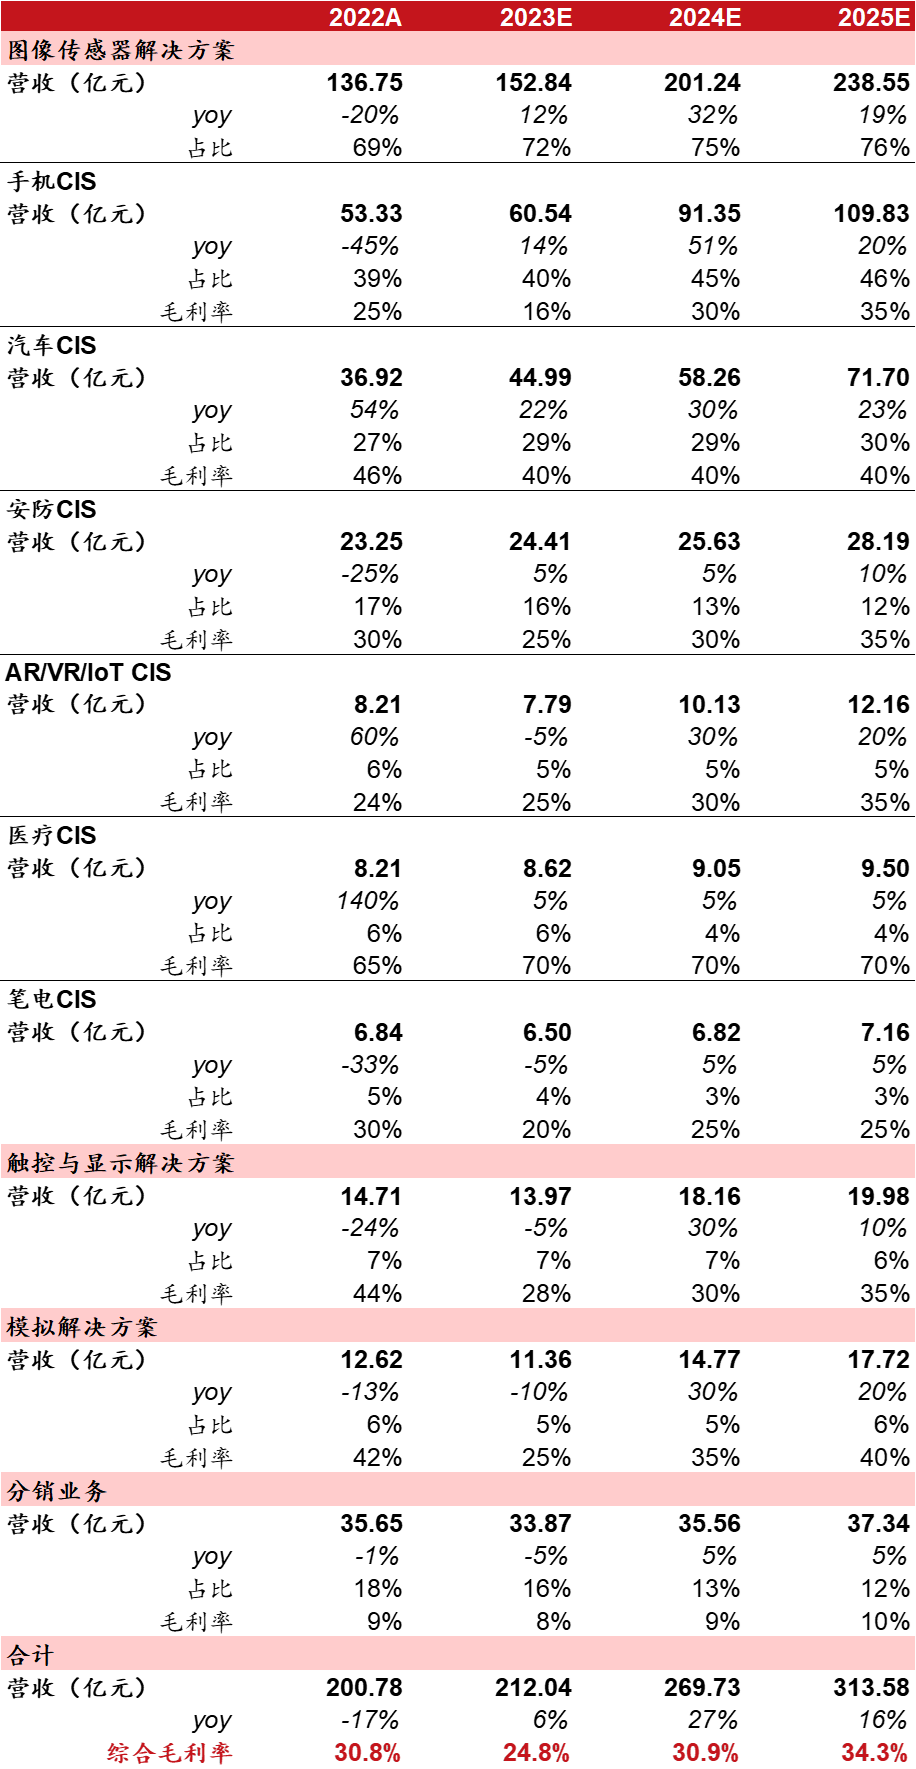 2022A 2023E 2024E 2025E
图像传感器解决方案
营收（亿元） 136.75 152.84 201.24 238.55
yoy -20% 12% 32% 19%
占比 69% 72% 75% 76%
手机CIS
营收（亿元） 53.33 60.54 91.35 109.83
yoy -45% 14% 51% 20%
占比 39% 40% 45% 46%
毛利率 25% 16% 30% 35%
汽车CIS
营收（亿元） 36.92 44.99 58.26 71.70
yoy 54% 22% 30% 23%
占比 27% 29% 29% 30%
毛利率 46% 40% 40% 40%
安防CIS
营收（亿元） 23.25 24.41 25.63 28.19
yoy -25% 5% 5% 10%
占比 17% 16% 13% 12%
毛利率 30% 25% 30% 35%
AR/VR/IoT CIS
营收（亿元） 8.21 7.79 10.13 12.16
yoy 60% -5% 30% 20%
占比 6% 5% 5% 5%
毛利率 24% 25% 30% 35%
医疗CIS
营收（亿元） 8.21 8.62 9.05 9.50
yoy 140% 5% 5% 5%
占比 6% 6% 4% 4%
毛利率 65% 70% 70% 70%
笔电CIS
营收（亿元） 6.84 6.50 6.82 7.16
yoy -33% -5% 5% 5%
占比 5% 4% 3% 3%
毛利率 30% 20% 25% 25%
触控与显示解决方案
营收（亿元） 14.71 13.97 18.16 19.98
yoy -24% -5% 30% 10%
占比 7% 7% 7% 6%
毛利率 44% 28% 30% 35%
模拟解决方案
营收（亿元） 12.62 11.36 14.77 17.72
yoy -13% -10% 30% 20%
占比 6% 5% 5% 6%
毛利率 42% 25% 35% 40%
分销业务
营收（亿元） 35.65 33.87 35.56 37.34
yoy -1% -5% 5% 5%
占比 18% 16% 13% 12%
毛利率 9% 8% 9% 10%
合计
营收（亿元） 200.78 212.04 269.73 313.58
yoy -17% 6% 27% 16%
综合毛利率 30.8% 24.8% 30.9% 34.3%